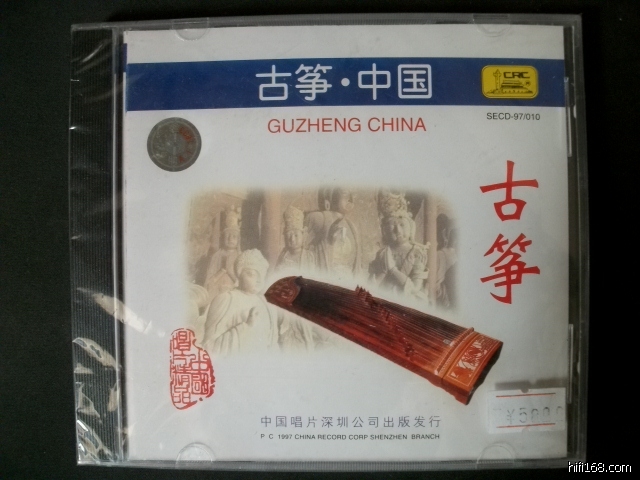 古筝·中国
CRC
GUZHENG CHINA
SECD-97/010
古筝
中国唱片深圳公司出版发行
P C 1997 CHINA RECORD CORP SHENZHEN BRANCH
hifi168.com